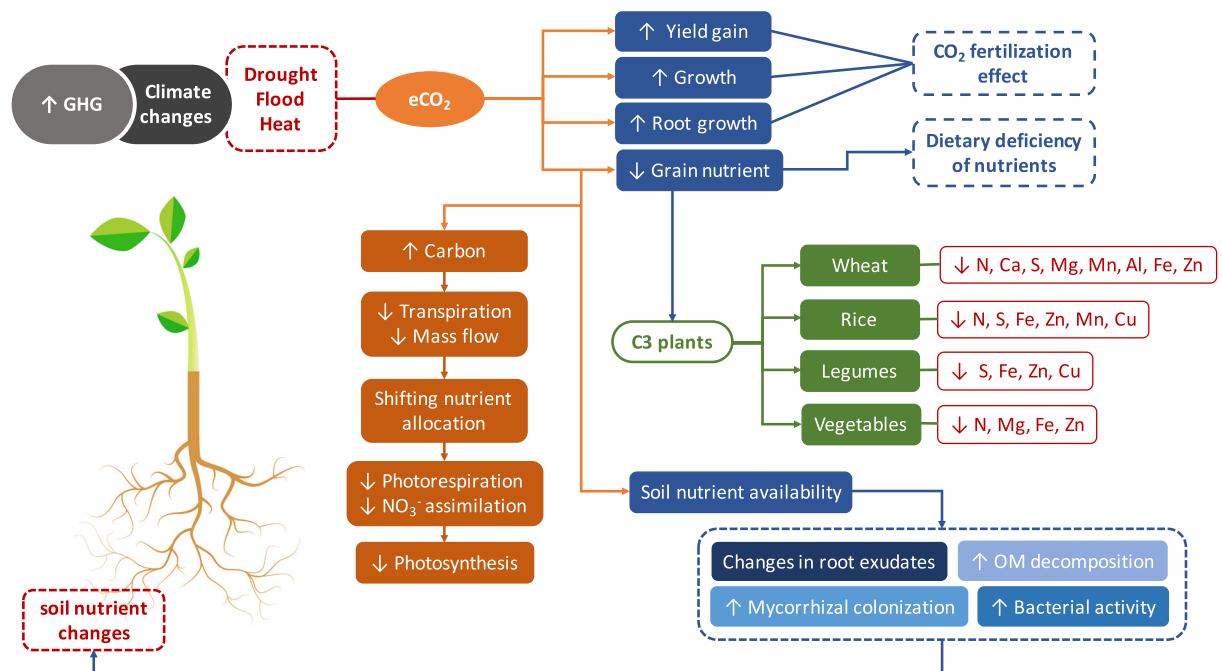 ↑ GHG
Climate
changes
Drought
Flood
Heat
eCO₂
↑ Yield gain
↑ Growth
↑ Root growth
↓ Grain nutrient
CO₂ fertilization
effect
Dietary deficiency
of nutrients
↑ Carbon
↓ Transpiration
↓ Mass flow
Shifting nutrient
allocation
↓ Photorespiration
↓ NO₃⁻ assimilation
↓ Photosynthesis
C3 plants
Wheat
↓ N, Ca, S, Mg, Mn, Al, Fe, Zn
Rice
↓ N, S, Fe, Zn, Mn, Cu
Legumes
↓ S, Fe, Zn, Cu
Vegetables
↓ N, Mg, Fe, Zn
Soil nutrient availability
Changes in root exudates
↑ OM decomposition
↑ Mycorrhizal colonization
↑ Bacterial activity
soil nutrient
changes